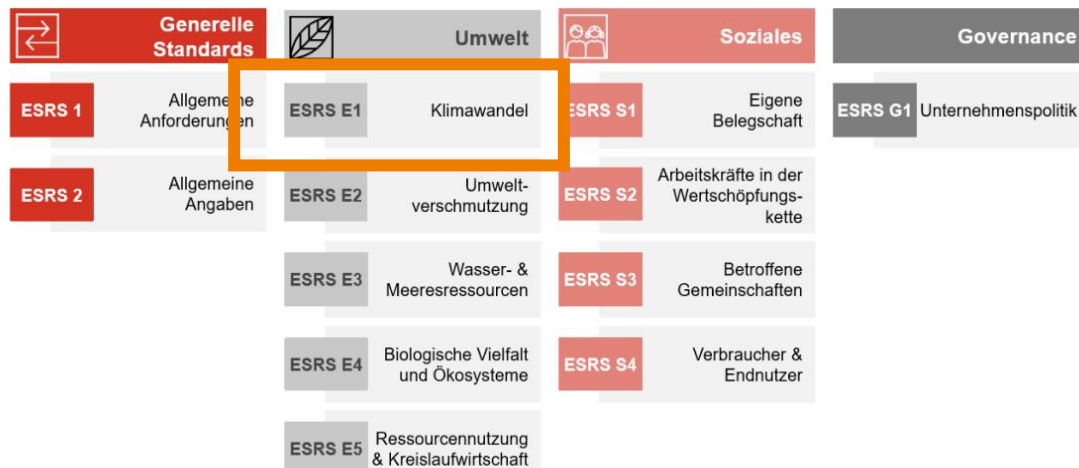 Generelle
Standards
ESRS 1
Allgemeine
Anforderungen
ESRS 2
Allgemeine
Angaben
Umwelt
ESRS E1
Klimawandel
ESRS E2
Umwelt-
verschmutzung
ESRS E3
Wasser- &
Meeresressourcen
ESRS E4
Biologische Vielfalt
und Ökosysteme
ESRS E5
Ressourcennutzung
& Kreislaufwirtschaft
Soziales
ESRS S1
Eigene
Belegschaft
ESRS S2
Arbeitskräfte in der
Wertschöpfungs-
kette
ESRS S3
Betroffene
Gemeinschaften
ESRS S4
Verbraucher &
Endnutzer
Governance
ESRS G1
Unternehmenspolitik